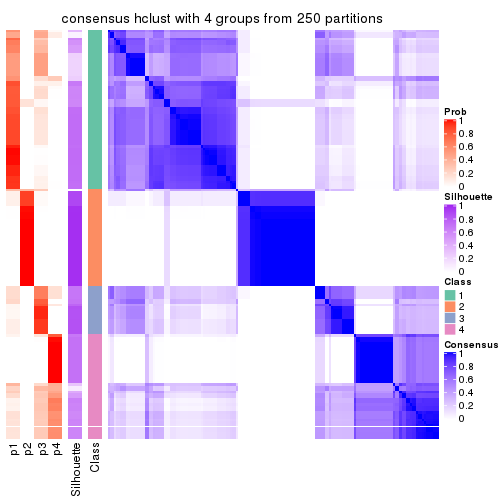 consensus hclust with 4 groups from 250 partitions
Prob
1
0.8
0.6
0.4
0.2
0
Silhouette
1
0.8
0.6
0.4
0.2
0
Class
1
2
3
4
Consensus
1
0.8
0.6
0.4
0.2
0
p1
p2
p3
p4
Silhouette
Class